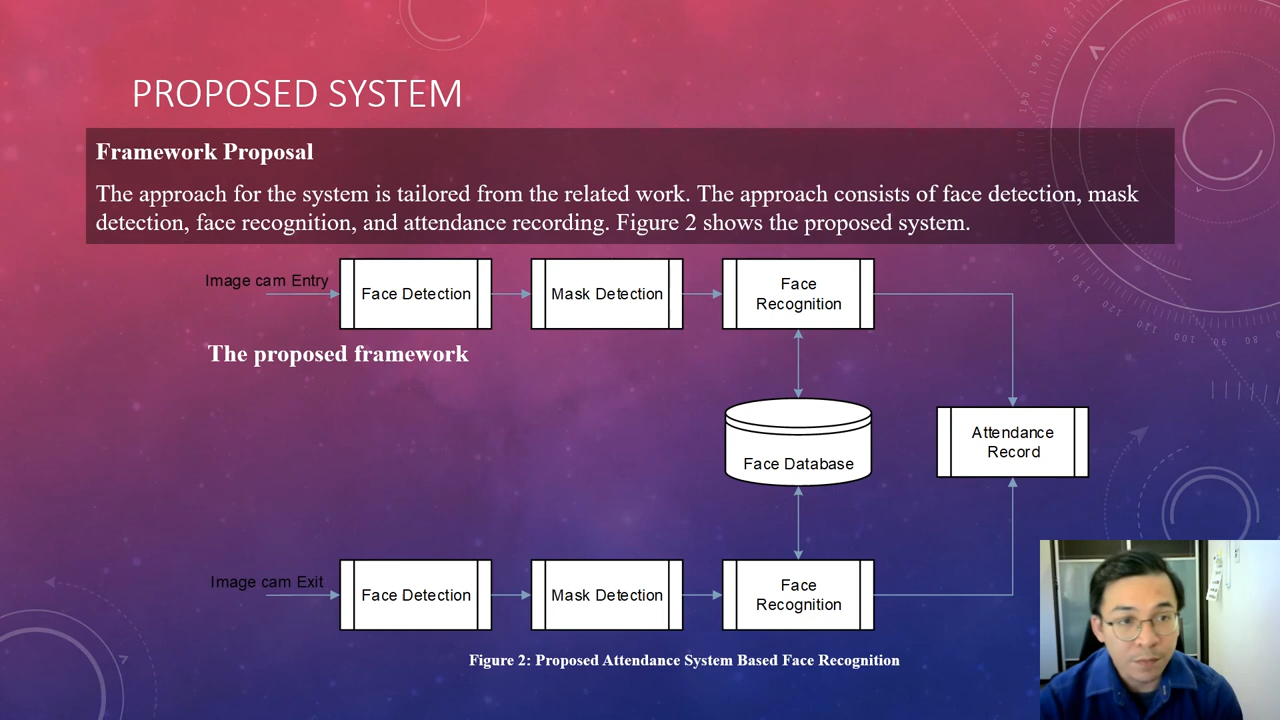 PROPOSED SYSTEM
Framework Proposal
The approach for the system is tailored from the related work. The approach consists of face detection, mask
detection, face recognition, and attendance recording. Figure 2 shows the proposed system.
Image cam Entry
Face Detection
Mask Detection
Face
Recognition
The proposed framework
Face Database
Attendance
Record
Image cam Exit
Face Detection
Mask Detection
Face
Recognition
Figure 2: Proposed Attendance System Based Face Recognition